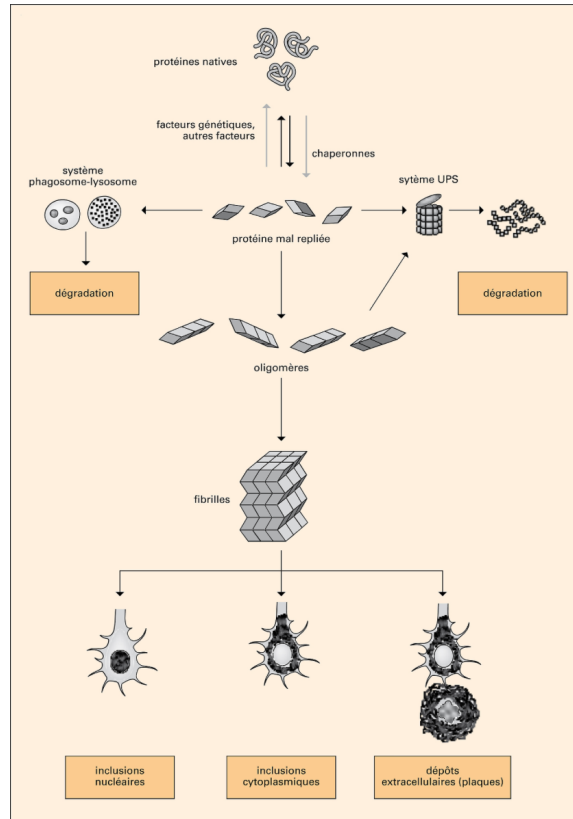 protéines natives
facteurs génétiques,
autres facteurs
chaperonnes
système
phagosome-lysosome
sytème UPS
protéine mal repliée
dégradation
dégradation
oligomères
fibrilles
inclusions
nucléaires
inclusions
cytoplasmiques
dépôts
extracellulaires (plaques)